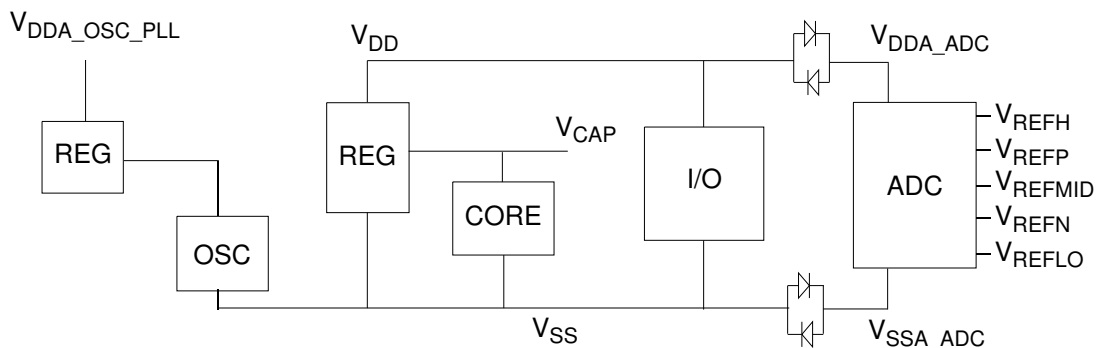 VDDA_OSC_PLL
VDD
VDDA_ADC
REG
REG
VCAP
CORE
I/O
ADC
VREFH
VREFP
VREFMID
VREFN
VREFLO
OSC
VSS
VSSA_ADC